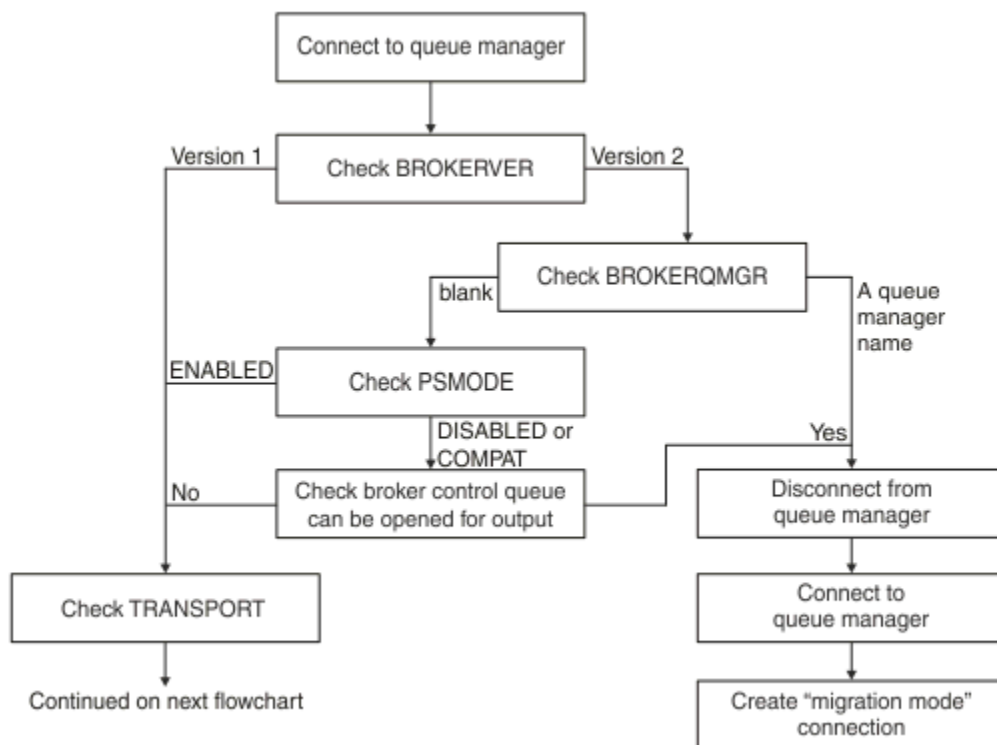 Connect to queue manager
Version 1
Check BROKERVER
Version 2
Check BROKERQMGR
blank
A queue
manager
name
ENABLED
Check PSMODE
DISABLED or
COMPAT
Yes
No
Check broker control queue
can be opened for output
Disconnect from
queue manager
Check TRANSPORT
Connect to
queue manager
Continued on next flowchart
Create “migration mode”
connection